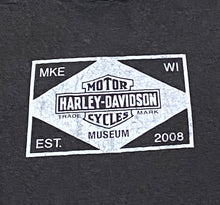 MKE WI
MOTOR
HARLEY-DAVIDSON
TRADE MARK
CYCLES
MUSEUM
EST. 2008